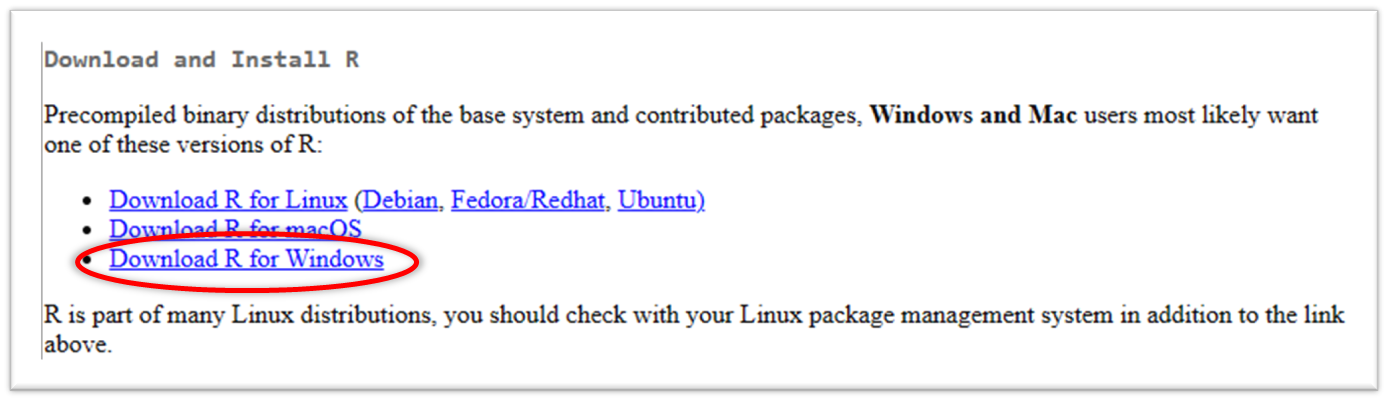 Download and Install R
Precompiled binary distributions of the base system and contributed packages, Windows and Mac users most likely want
one of these versions of R:
• Download R for Linux (Debian, Fedora/Redhat, Ubuntu)
• Download R for macOS
• Download R for Windows
R is part of many Linux distributions, you should check with your Linux package management system in addition to the link
above.